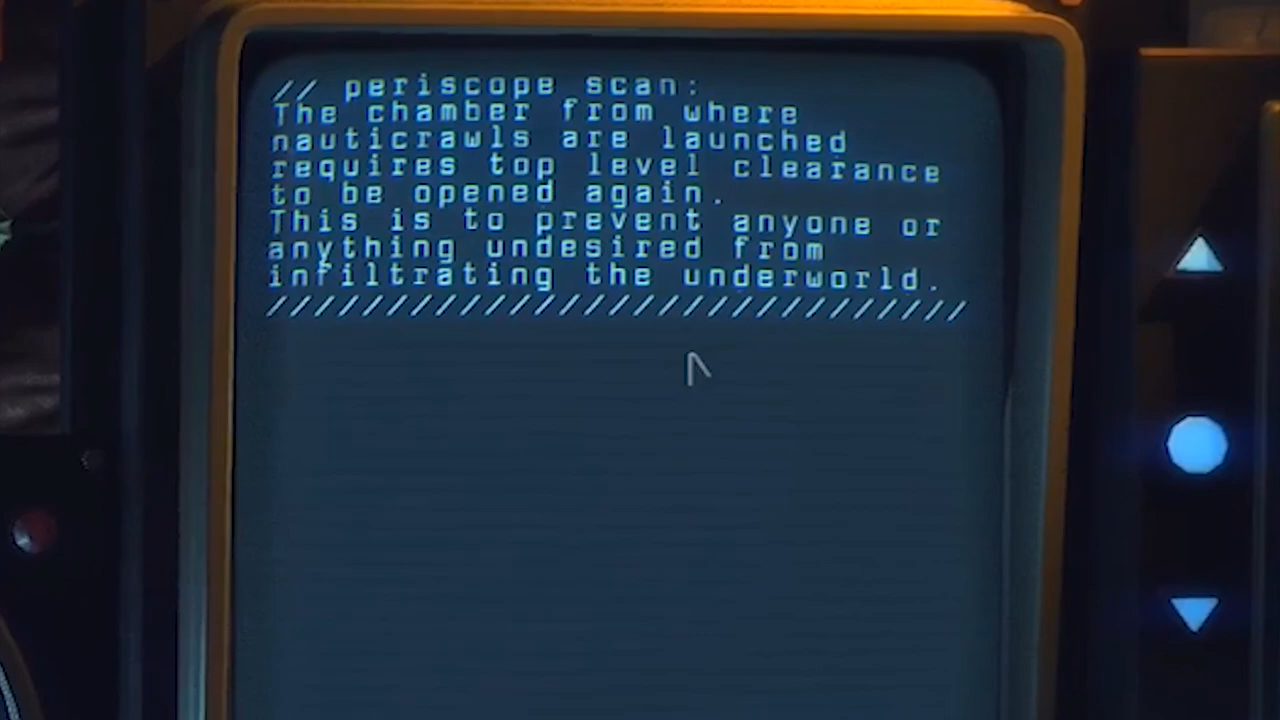 // periscope scan:
The chamber from where
nauticrawls are launched
requires top level clearance
to be opened again.
This is to prevent anyone or
anything undesired from
infiltrating the underworld.
/////////////////////////////